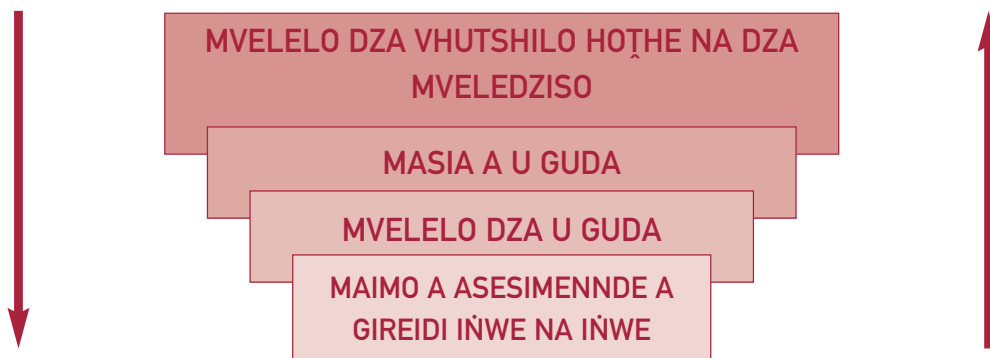 MVELELO DZA VHUTSHILO HOṰHE NA DZA
MVELEDZISO
MASIA A U GUDA
MVELELO DZA U GUDA
MAIMO A ASESIMENNDE A
GIREIDI IṄWE NA IṄWE